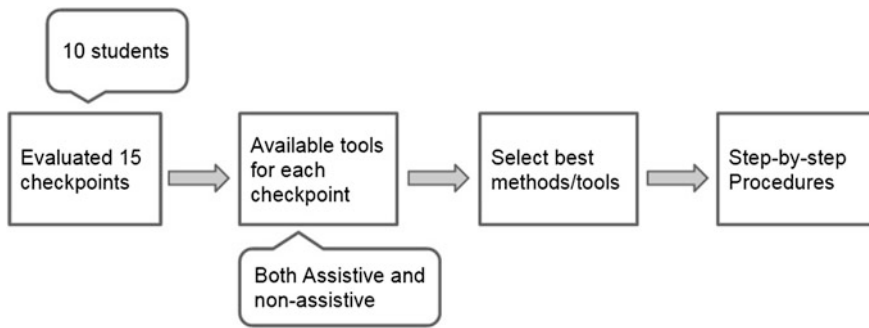 10 students
Evaluated 15
checkpoints
Available tools
for each
checkpoint
Both Assistive and
non-assistive
Select best
methods/tools
Step-by-step
Procedures